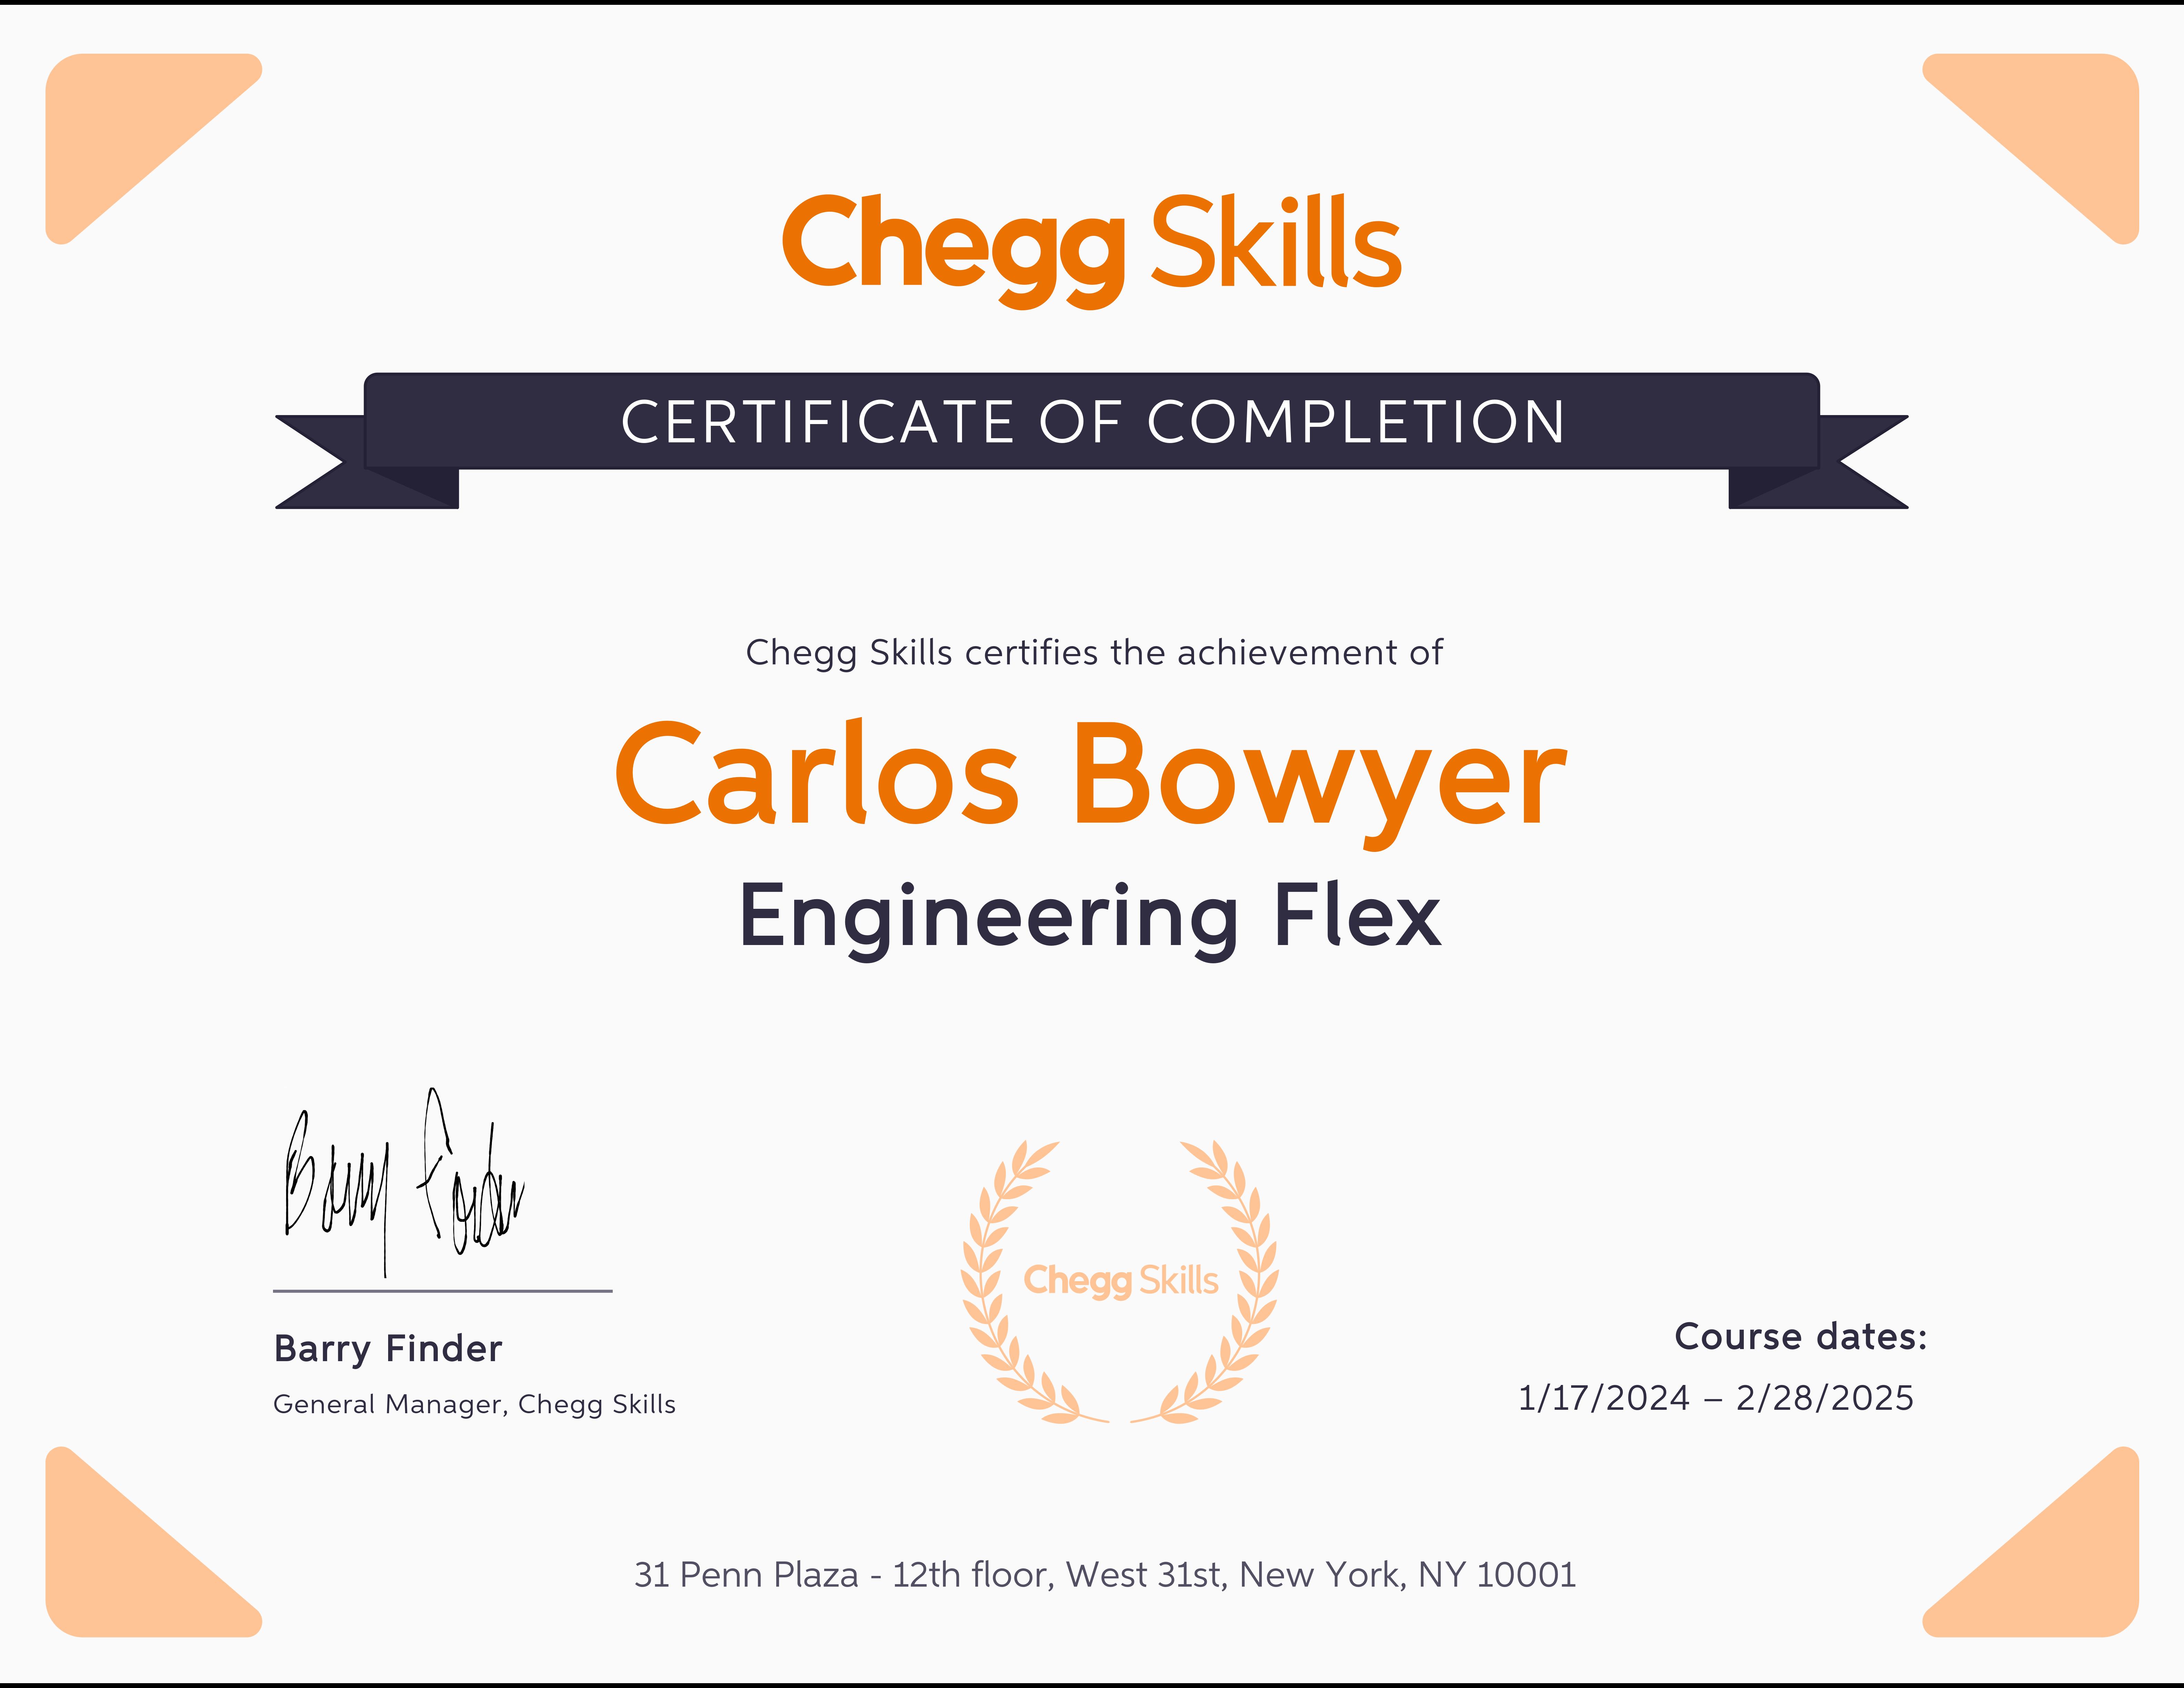 Chegg Skills
CERTIFICATE OF COMPLETION
Chegg Skills certifies the achievement of
Carlos Bowyer
Engineering Flex
Barry Finder
Chegg Skills
Barry Finder
General Manager, Chegg Skills
Course dates:
1/17/2024 – 2/28/2025
31 Penn Plaza - 12th floor, West 31st, New York, NY 10001